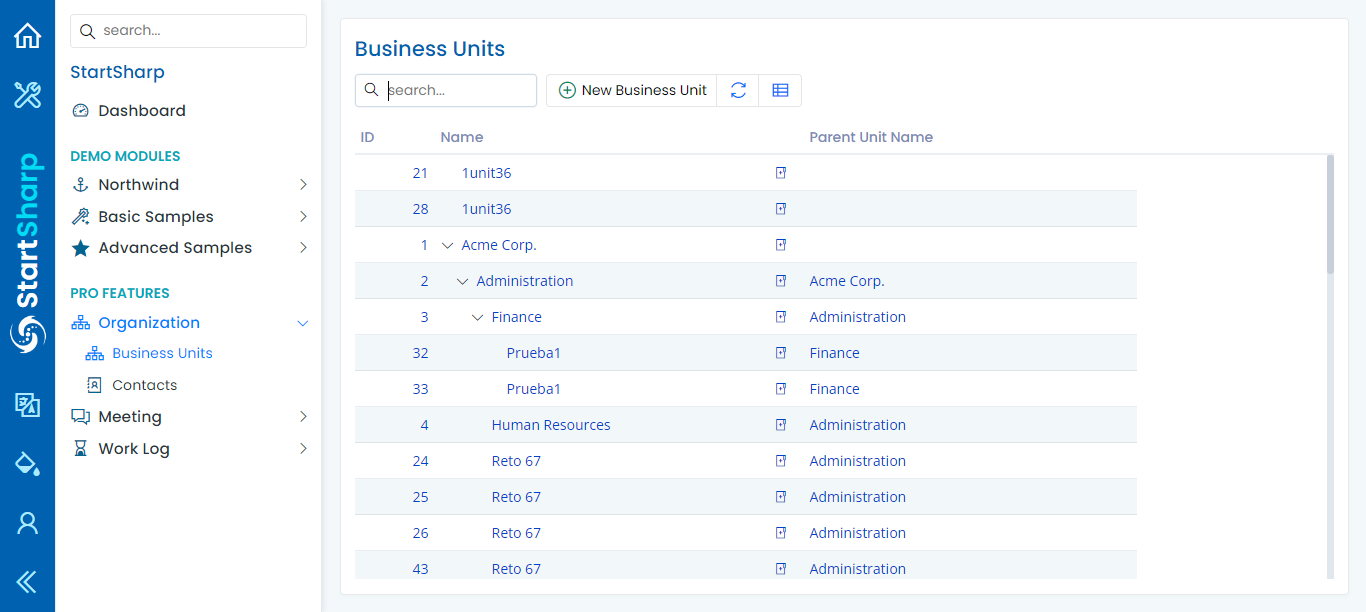 StartSharp
search...
StartSharp
Dashboard
DEMO MODULES
Northwind
Basic Samples
Advanced Samples
PRO FEATURES
Organization
Business Units
Contacts
Meeting
Work Log
Business Units
search...
New Business Unit
ID Name Parent Unit Name
21 1unit36
28 1unit36
1 Acme Corp.
2 Administration Acme Corp.
3 Finance Administration
32 Prueba1 Finance
33 Prueba1 Finance
4 Human Resources Administration
24 Reto 67 Administration
25 Reto 67 Administration
26 Reto 67 Administration
43 Reto 67 Administration